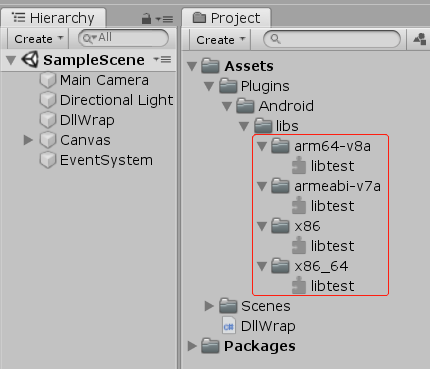 Hierarchy
Create
All
SampleScene
Main Camera
Directional Light
DllWrap
Canvas
EventSystem
Project
Create
Assets
Plugins
Android
libs
arm64-v8a
libtest
armeabi-v7a
libtest
x86
libtest
x86_64
libtest
Scenes
C#
DllWrap
Packages